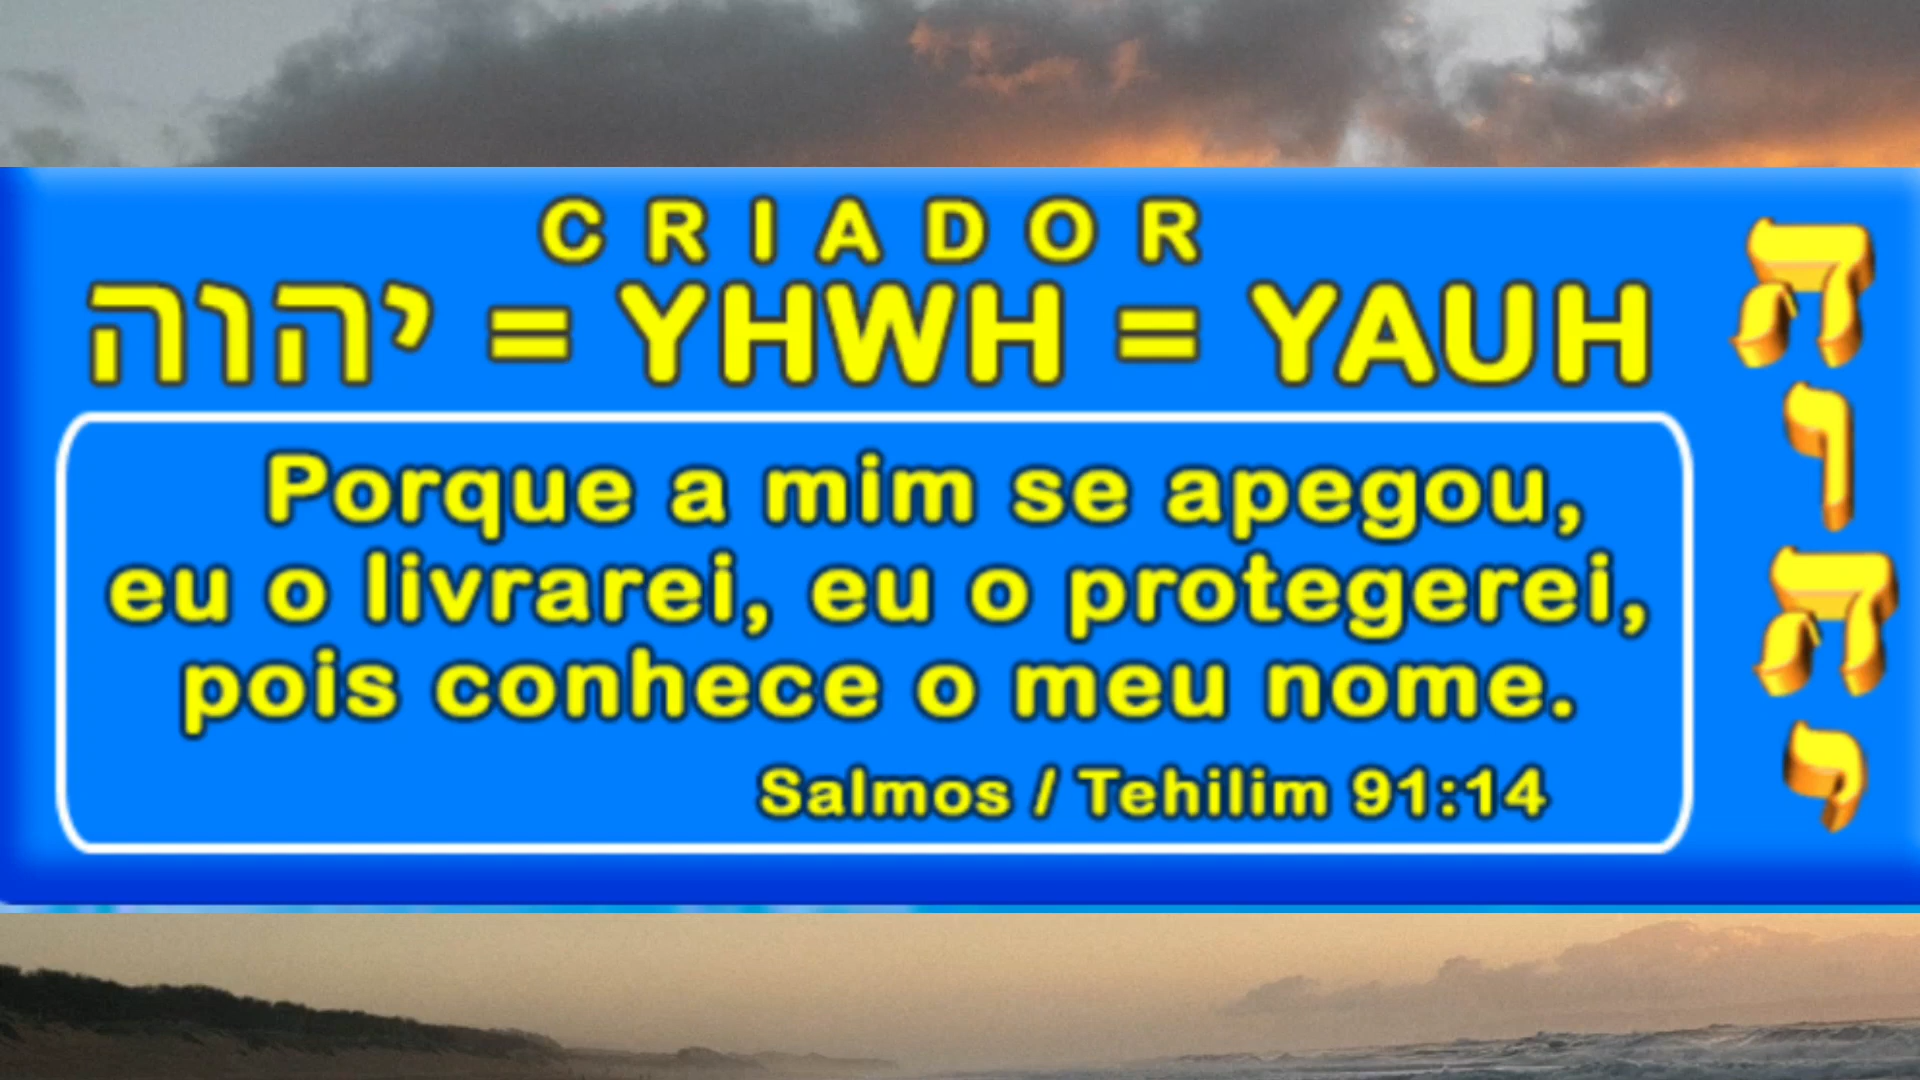 CRIADOR
יהוה = YHWH = YAUH
Porque a mim se apegou,
eu o livrarei, eu o protegerei,
pois conhece o meu nome.
Salmos / Tehilim 91:14
ה
ו
ה
י